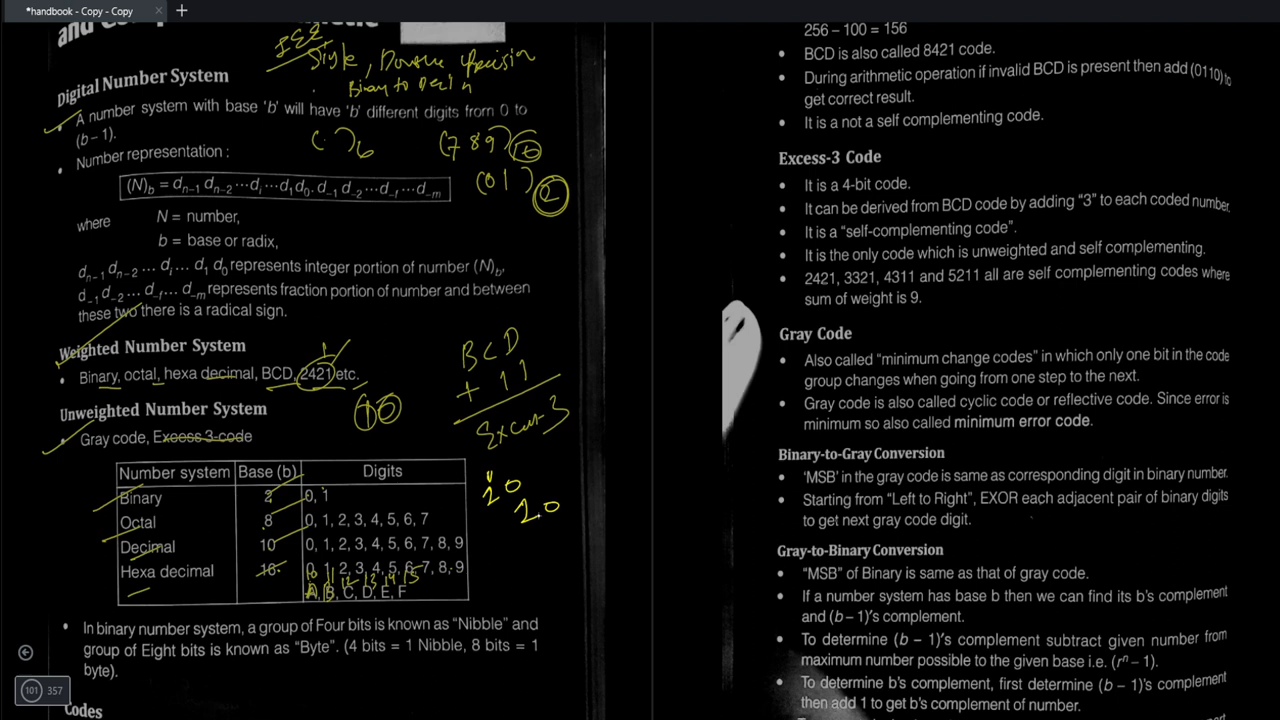 *handbook - Copy - Copy
and Comp
Digital Number System
• A number system with base 'b' will have 'b' different digits from 0 to
(b – 1).
• Number representation :
(N)b = dn–1 dn–2 ⋯di ⋯d1d0. d–1 d–2 ⋯d–f ⋯d–m
where N = number,
b = base or radix,
dn–1 dn–2 ⋯ di ⋯ d1 d0 represents integer portion of number (N)b,
d–1 d–2 ⋯ d–f ⋯ d–m represents fraction portion of number and between
these two there is a radical sign.
Weighted Number System
• Binary, octal, hexa decimal, BCD, 2421 etc.
Unweighted Number System
• Gray code, Excess 3-code
Number system Base (b) Digits
Binary 2 0, 1
Octal 8 0, 1, 2, 3, 4, 5, 6, 7
Decimal 10 0, 1, 2, 3, 4, 5, 6, 7, 8, 9
Hexa decimal 16 0, 1, 2, 3, 4, 5, 6, 7, 8, 9
10 11 12 13 14 15
A, B, C, D, E, F
• In binary number system, a group of Four bits is known as "Nibble" and
group of Eight bits is known as "Byte". (4 bits = 1 Nibble, 8 bits = 1
byte).
Codes
101 357
Double
Binary to
( )b
(789)
(01)2
BCD
+ 11
10
20
256 – 100 = 156
• BCD is also called 8421 code.
• During arithmetic operation if invalid BCD is present then add (0110) to
get correct result.
• It is a not a self complementing code.
Excess-3 Code
• It is a 4-bit code.
• It can be derived from BCD code by adding "3" to each coded number.
• It is a "self-complementing code".
• It is the only code which is unweighted and self complementing.
• 2421, 3321, 4311 and 5211 all are self complementing codes where
sum of weight is 9.
Gray Code
• Also called "minimum change codes" in which only one bit in the code
group changes when going from one step to the next.
• Gray code is also called cyclic code or reflective code. Since error is
minimum so also called minimum error code.
Binary-to-Gray Conversion
• 'MSB' in the gray code is same as corresponding digit in binary number.
• Starting from "Left to Right", EXOR each adjacent pair of binary digits
to get next gray code digit.
Gray-to-Binary Conversion
• "MSB" of Binary is same as that of gray code.
• If a number system has base b then we can find its b's complement
and (b – 1)'s complement.
• To determine (b – 1)'s complement subtract given number from
maximum number possible to the given base i.e. (rⁿ – 1).
• To determine b's complement, first determine (b – 1)'s complement
then add 1 to get b's complement of number.